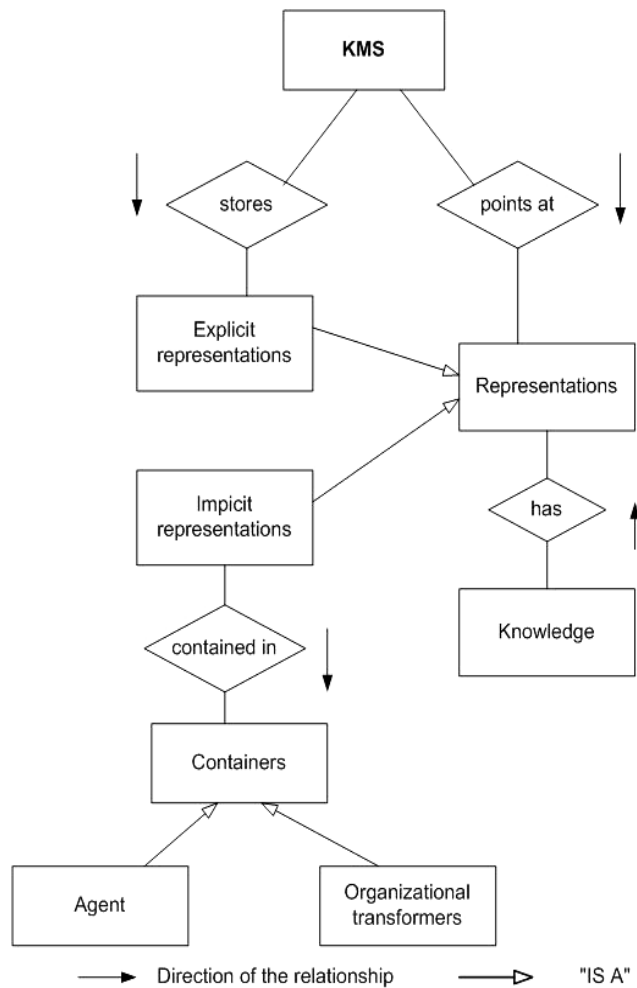 KMS
stores
points at
Explicit
representations
Representations
Impicit
representations
has
Knowledge
contained in
Containers
Agent
Organizational
transformers
Direction of the relationship
"IS A"